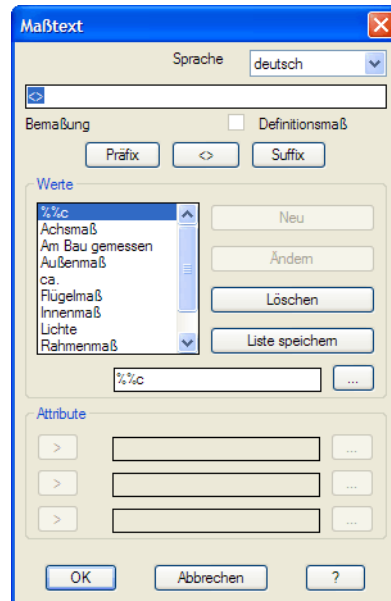 Maßtext
Sprache deutsch
<>
Bemaßung Definitionsmaß
Präfix <> Suffix
Werte
%%c
Achsmaß
Am Bau gemessen
Außenmaß
ca.
Flügelmaß
Innenmaß
Lichte
Rahmenmaß
Neu
Ändern
Löschen
Liste speichern
%%c ...
Attribute
> ...
> ...
> ...
OK Abbrechen ?